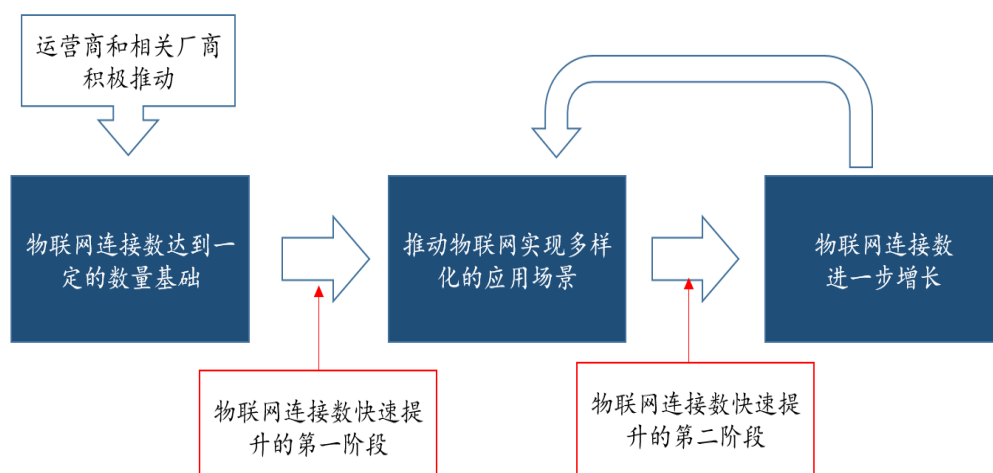 运营商和相关厂商
积极推动
物联网连接数达到一
定的数量基础
推动物联网实现多样
化的应用场景
物联网连接数
进一步增长
物联网连接数快速提
升的第一阶段
物联网连接数快速提
升的第二阶段